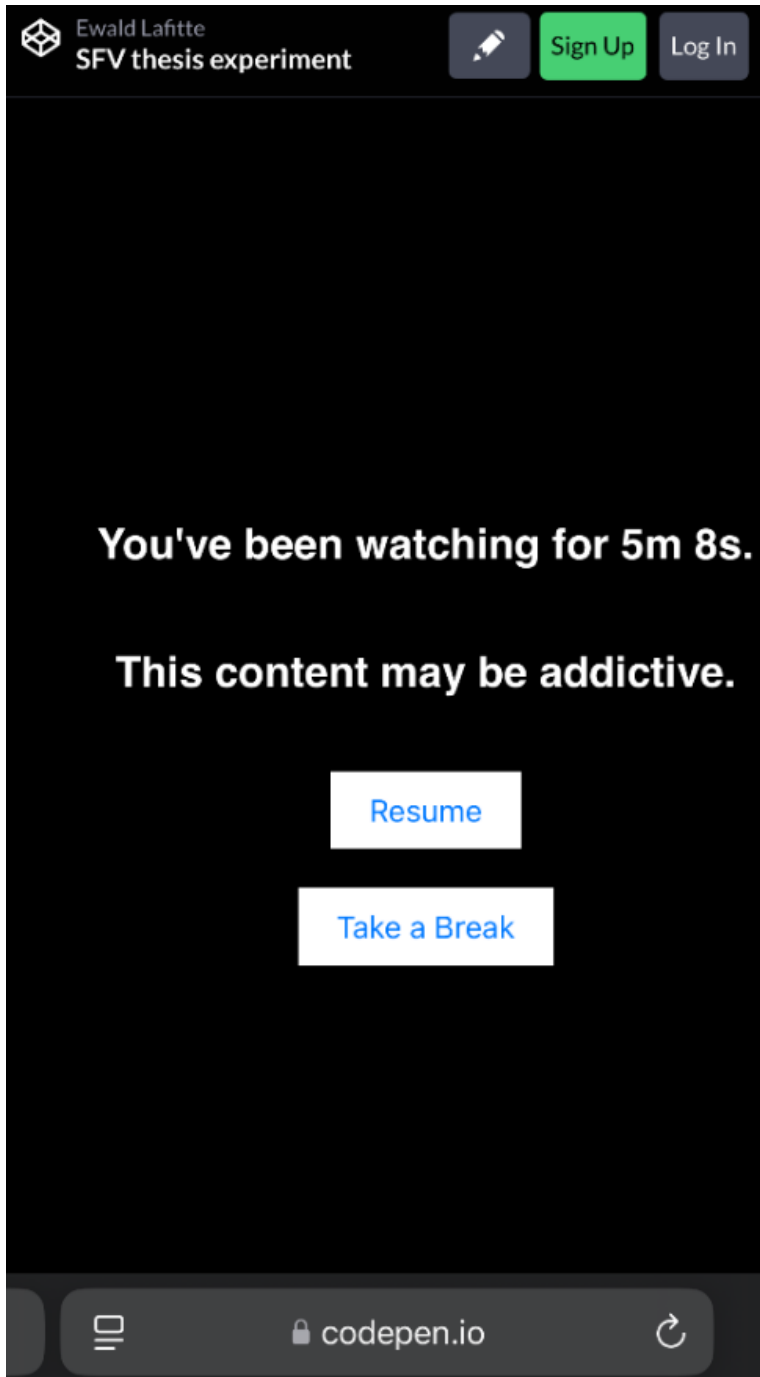 Ewald Lafitte
SFV thesis experiment
Sign Up
Log In
You've been watching for 5m 8s.
This content may be addictive.
Resume
Take a Break
codepen.io